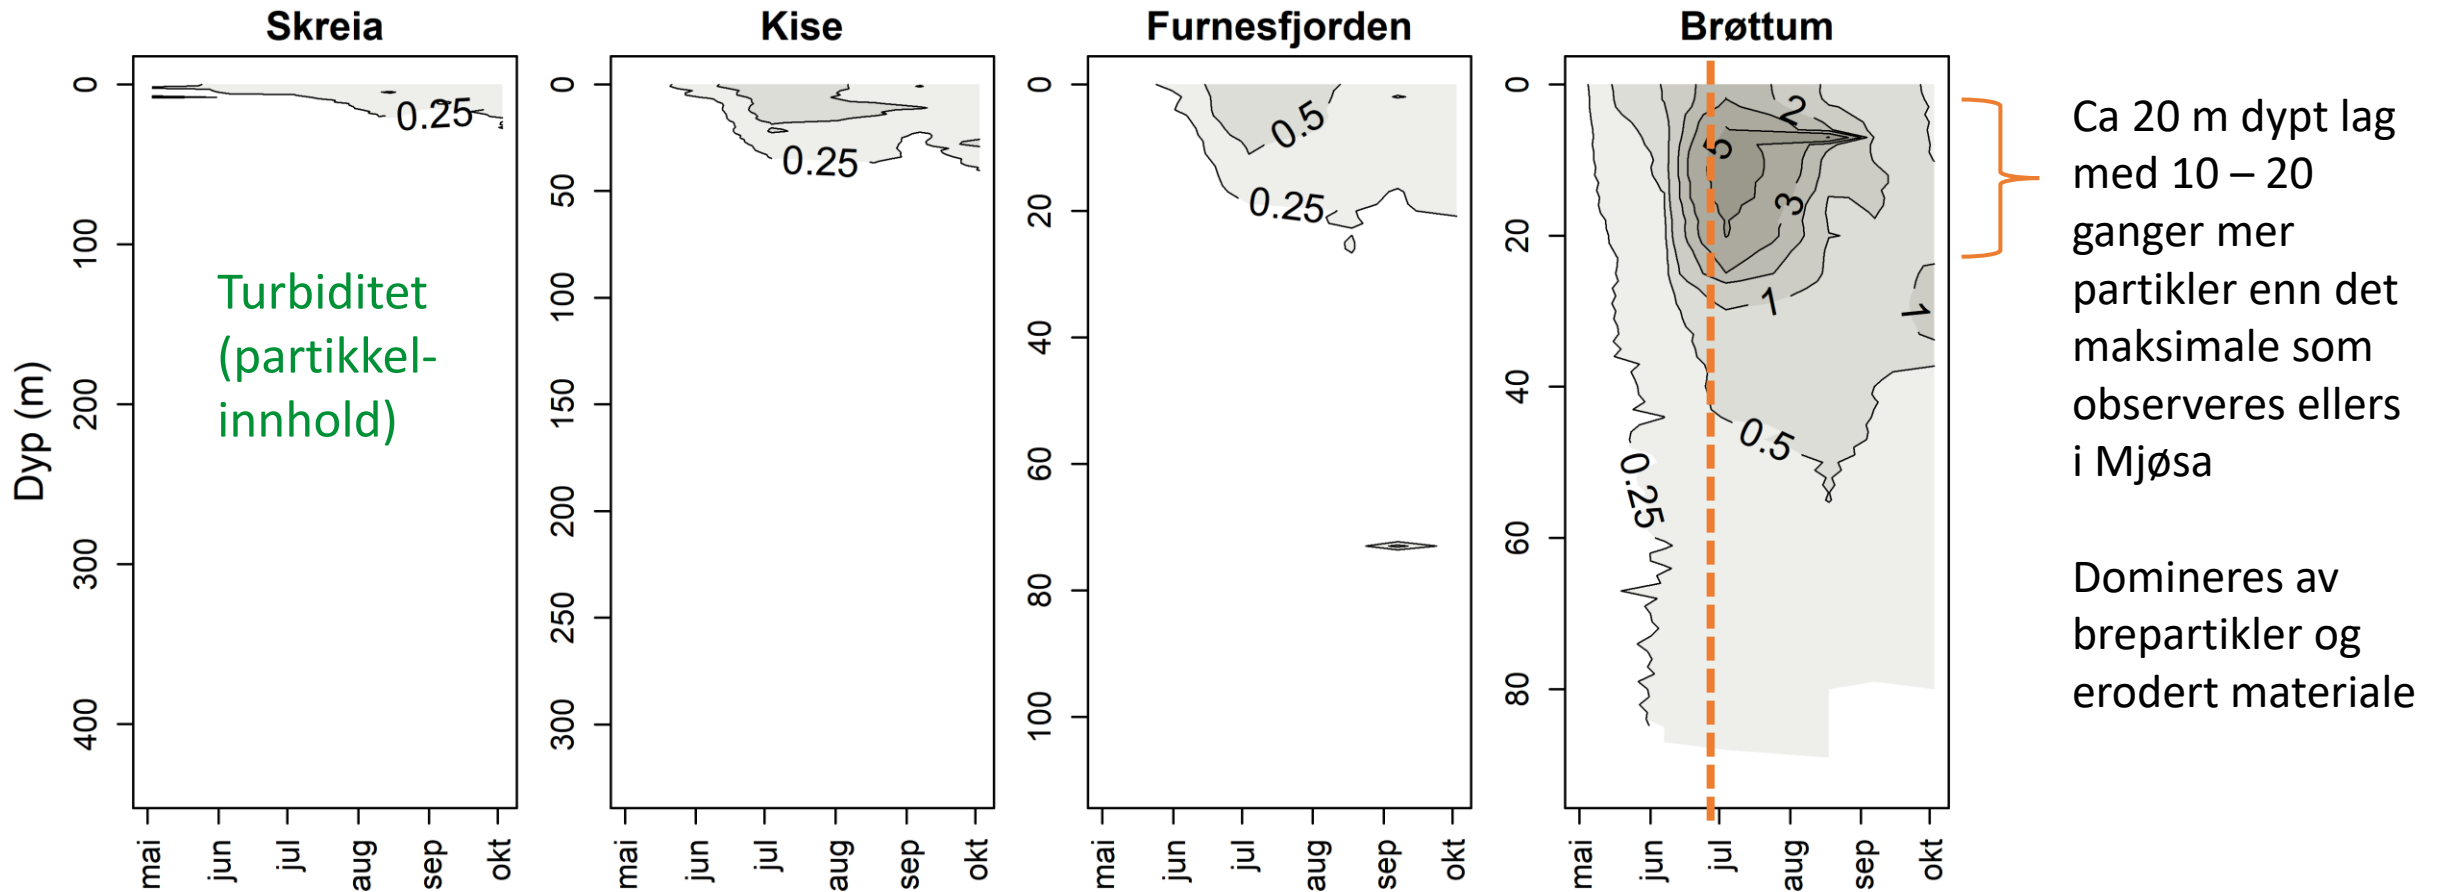 Skreia
Kise
Furnesfjorden
Brøttum
Dyp (m)
0
100
200
300
400
0.25
Turbiditet
(partikkel-
innhold)
mai
jun
jul
aug
sep
okt
0
50
100
150
200
250
300
0.25
mai
jun
jul
aug
sep
okt
0
20
40
60
80
100
0.5
0.25
mai
jun
jul
aug
sep
okt
0
20
40
60
80
2
5
3
1
1
0.5
0.25
mai
jun
jul
aug
sep
okt
Ca 20 m dypt lag
med 10 – 20
ganger mer
partikler enn det
maksimale som
observeres ellers
i Mjøsa
Domineres av
brepartikler og
erodert materiale